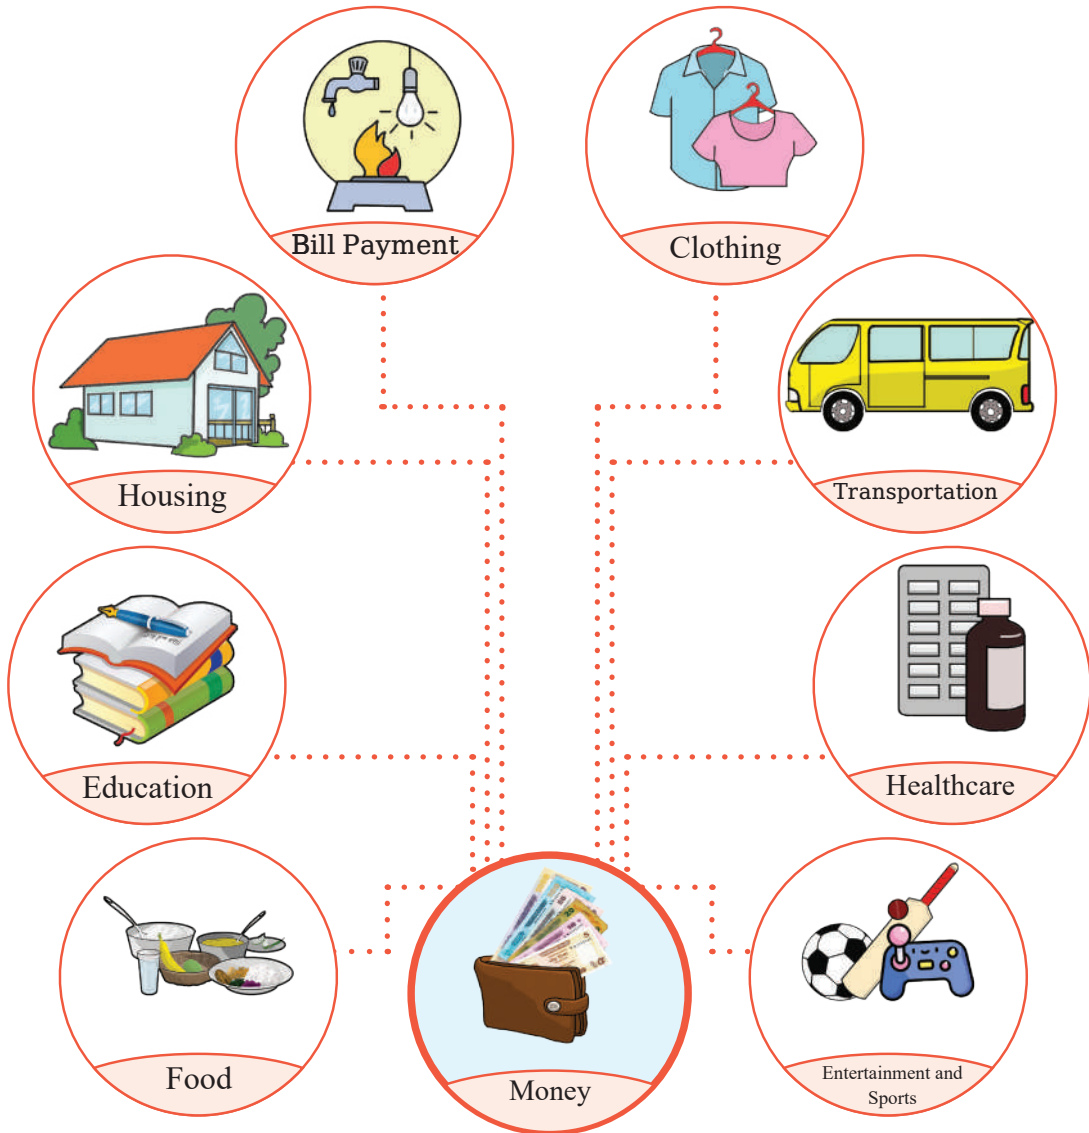 Bill Payment
Clothing
Housing
Transportation
Education
Healthcare
Food
Money
Entertainment and
Sports